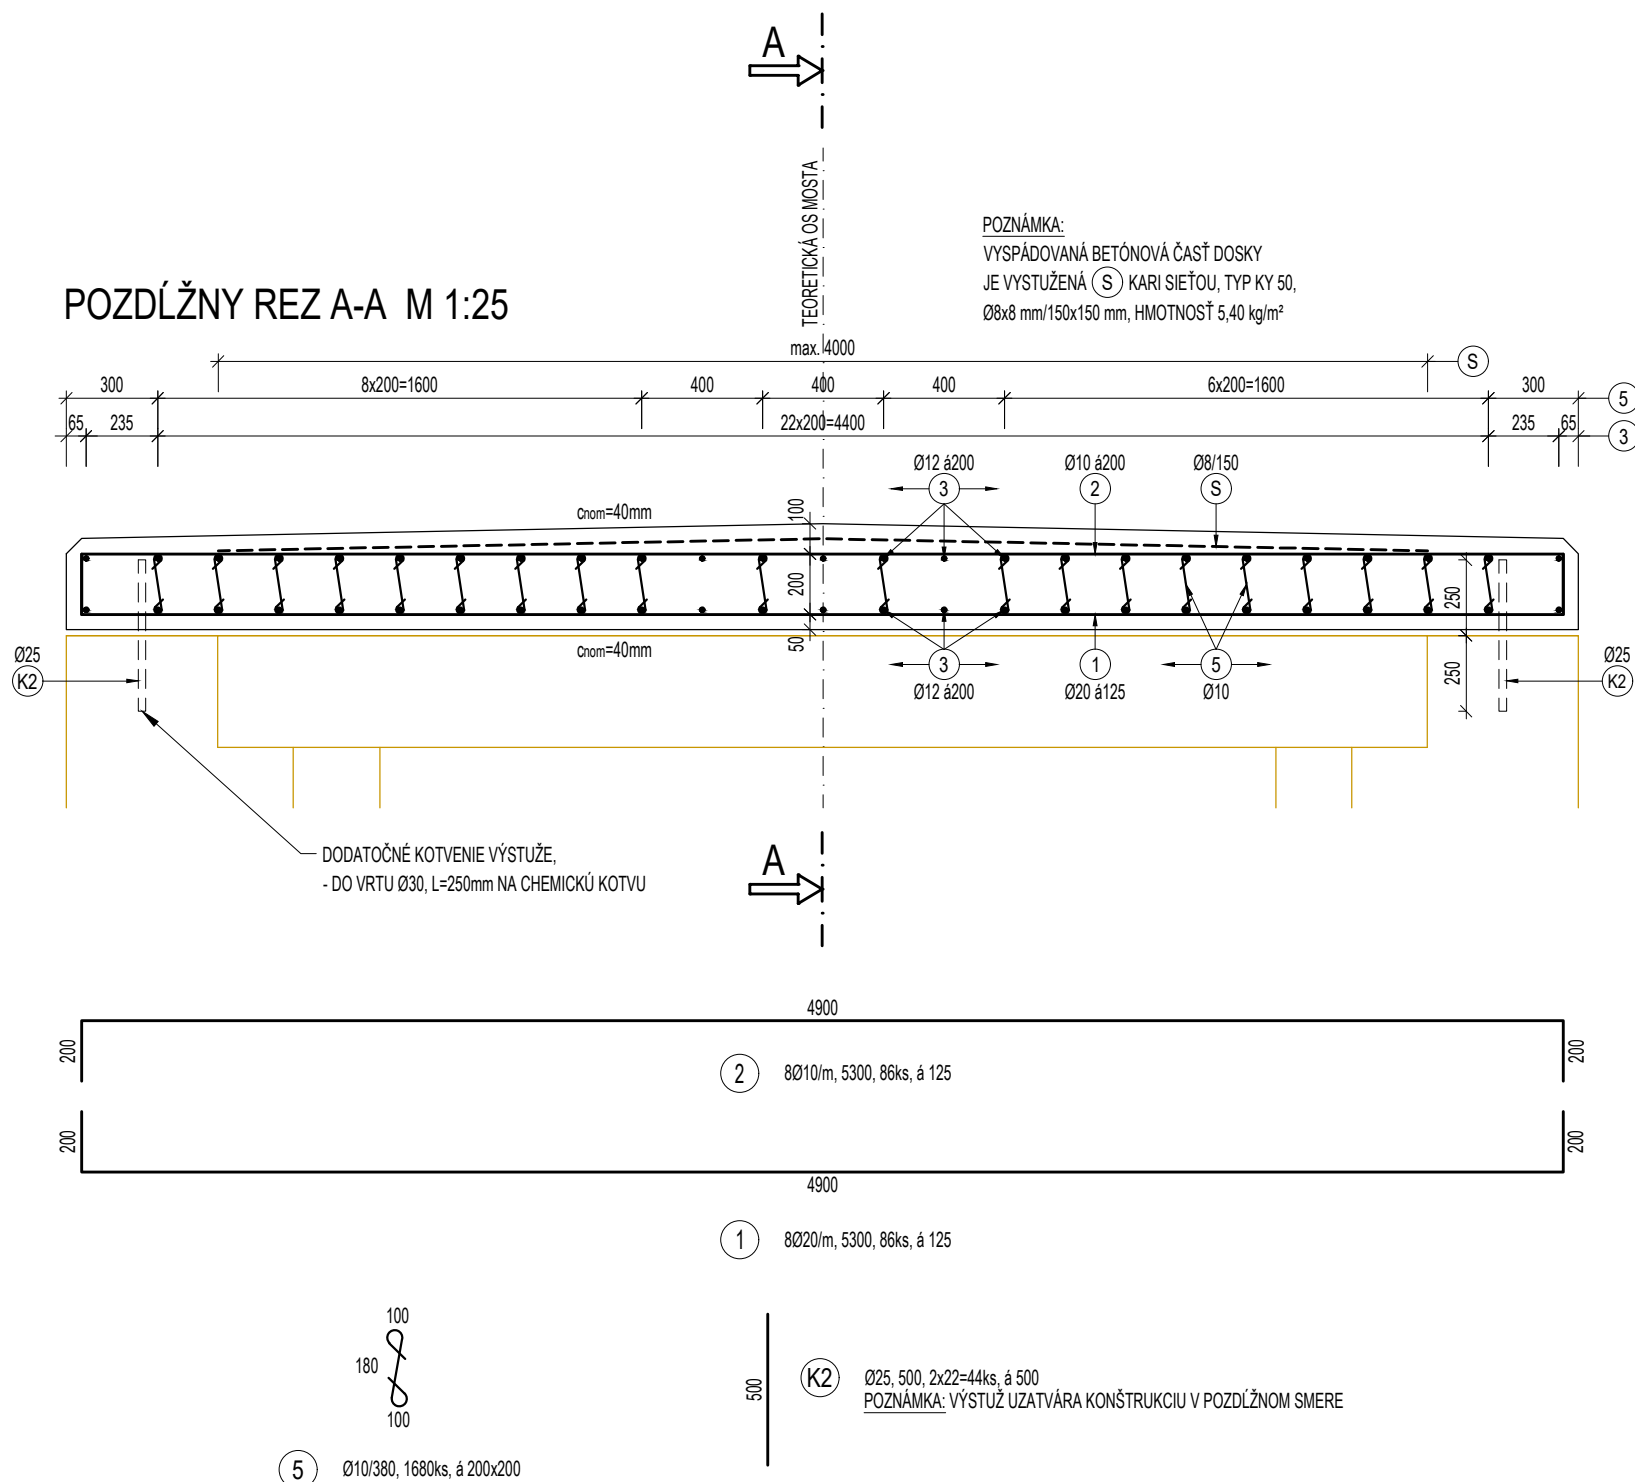 A
TEORETICKÁ OS MOSTA
POZNÁMKA:
VYSPÁDOVANÁ BETÓNOVÁ ČASŤ DOSKY
JE VYSTUŽENÁ S KARI SIEŤOU, TYP KY 50,
Ø8x8 mm/150x150 mm, HMOTNOSŤ 5,40 kg/m²
POZDĹŽNY REZ A-A M 1:25
max. 4000
S
300
8x200=1600
400
400
400
6x200=1600
300
5
65
235
22x200=4400
235
65
3
Ø12 á200
Ø10 á200
Ø8/150
3
2
S
cnom=40mm
100
200
250
50
cnom=40mm
3
1
5
Ø12 á200
Ø20 á125
Ø10
250
Ø25
K2
Ø25
K2
DODATOČNÉ KOTVENIE VÝSTUŽE,
- DO VRTU Ø30, L=250mm NA CHEMICKÚ KOTVU
A
4900
200
200
2
8Ø10/m, 5300, 86ks, á 125
200
200
4900
1
8Ø20/m, 5300, 86ks, á 125
100
180
100
5
Ø10/380, 1680ks, á 200x200
500
K2
Ø25, 500, 2x22=44ks, á 500
POZNÁMKA: VÝSTUŽ UZATVÁRA KONŠTRUKCIU V POZDĹŽNOM SMERE